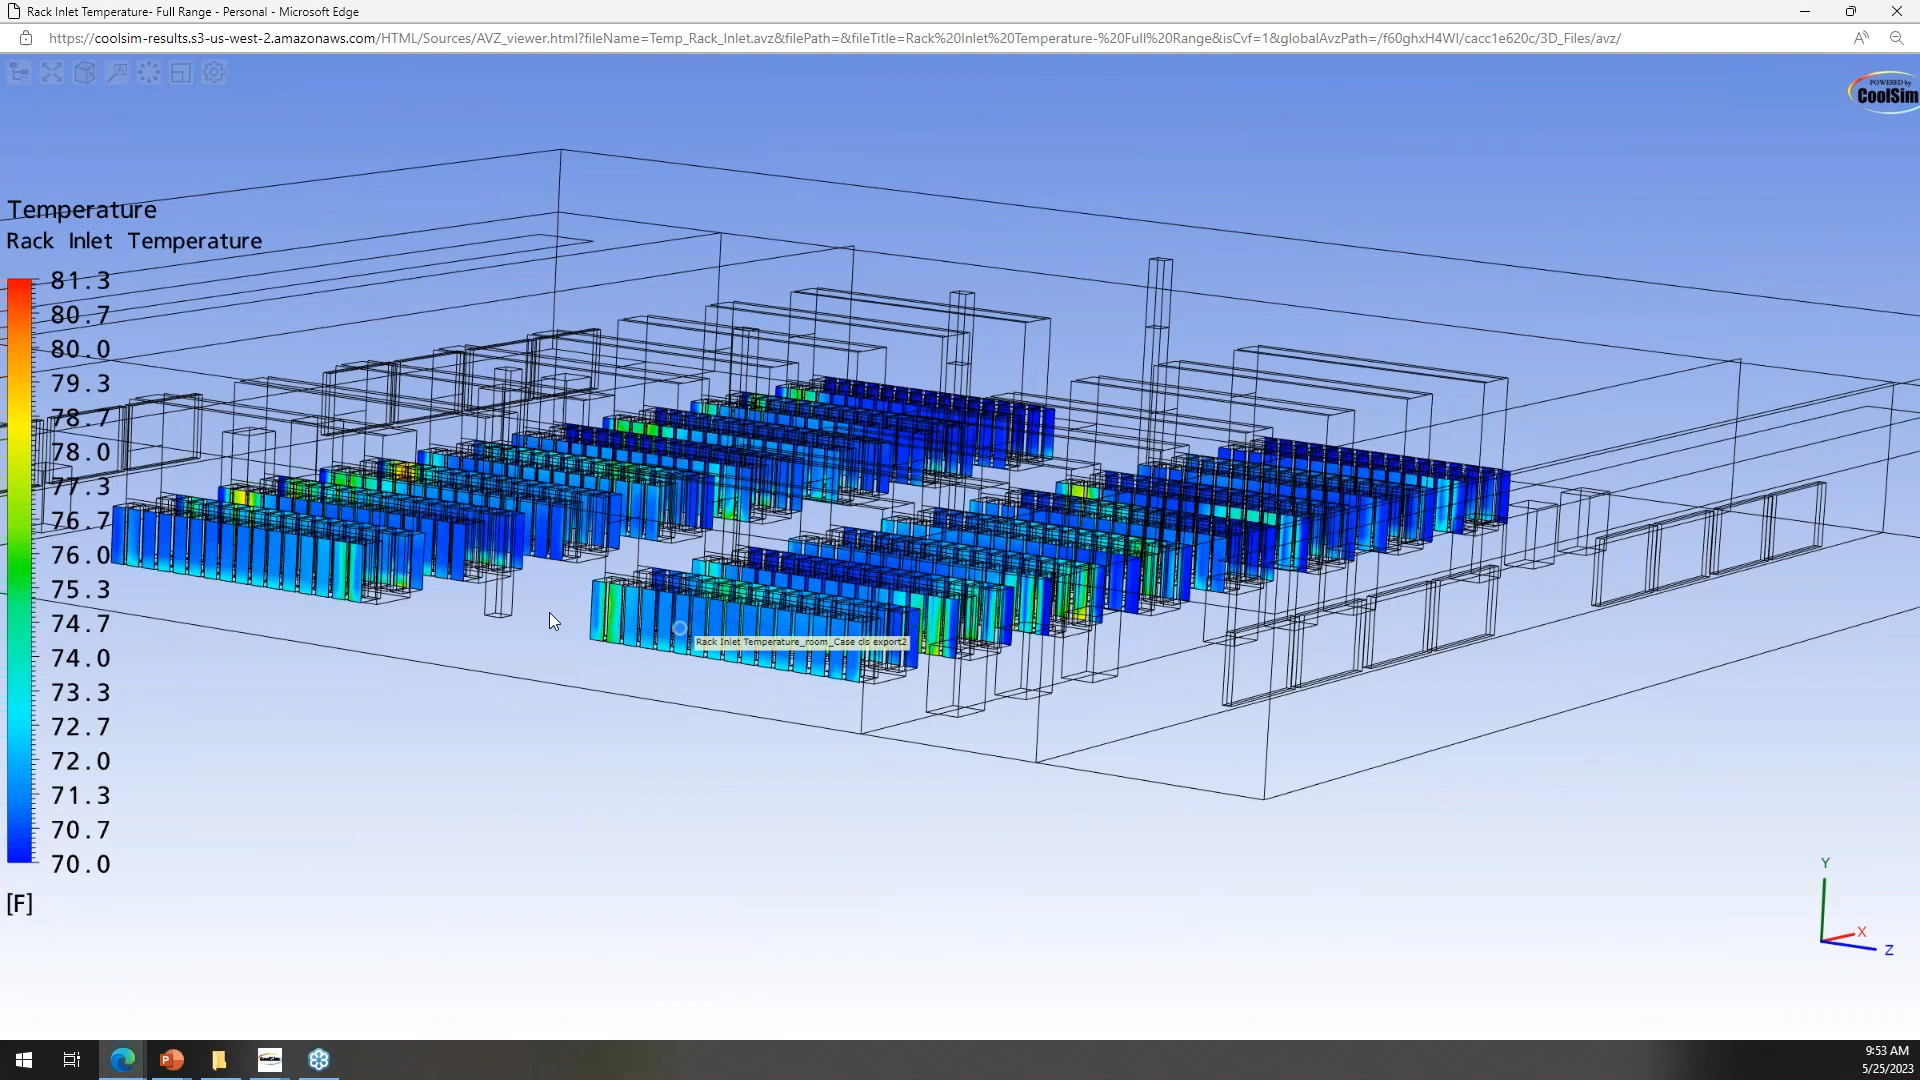 Rack Inlet Temperature- Full Range - Personal - Microsoft Edge
https://coolsim-results.s3-us-west-2.amazonaws.com/HTML/Sources/AVZ_viewer.html?fileName=Temp_Rack_Inlet.avz&filePath=&fileTitle=Rack%20Inlet%20Temperature-%20Full%20Range&isCvf=1&globalAvzPath=/f60ghxH4WI/cacc1e620c/3D_Files/avz/
POWERED by
CoolSim
Temperature
Rack Inlet Temperature
81.3
80.7
80.0
79.3
78.7
78.0
77.3
76.7
76.0
75.3
74.7
74.0
73.3
72.7
72.0
71.3
70.7
70.0
[F]
Rack Inlet Temperature_room_Case cls export2
Y
X
Z
CoolSim
9:53 AM
5/25/2023